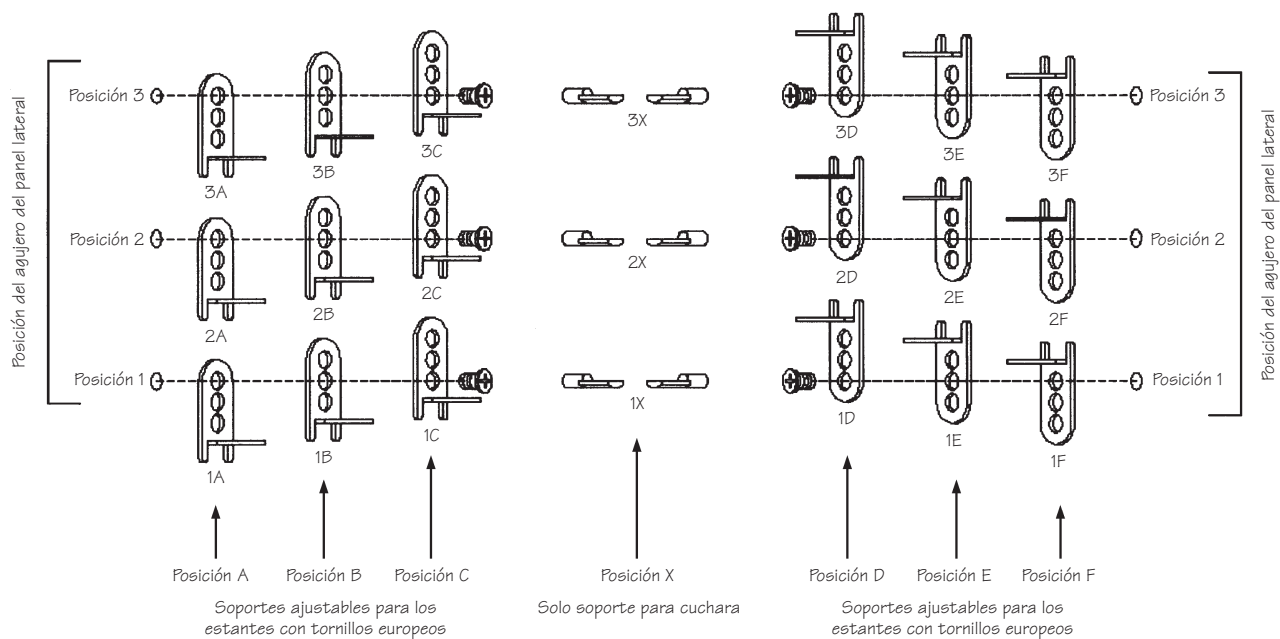 Posición del agujero del panel lateral
Posición 3
3A
3B
3C
3X
3D
3E
3F
Posición 3
Posición 2
2A
2B
2C
2X
2D
2E
2F
Posición 2
Posición 1
1A
1B
1C
1X
1D
1E
1F
Posición 1
Posición del agujero del panel lateral
Posición A
Posición B
Posición C
Posición X
Posición D
Posición E
Posición F
Soportes ajustables para los
estantes con tornillos europeos
Solo soporte para cuchara
Soportes ajustables para los
estantes con tornillos europeos